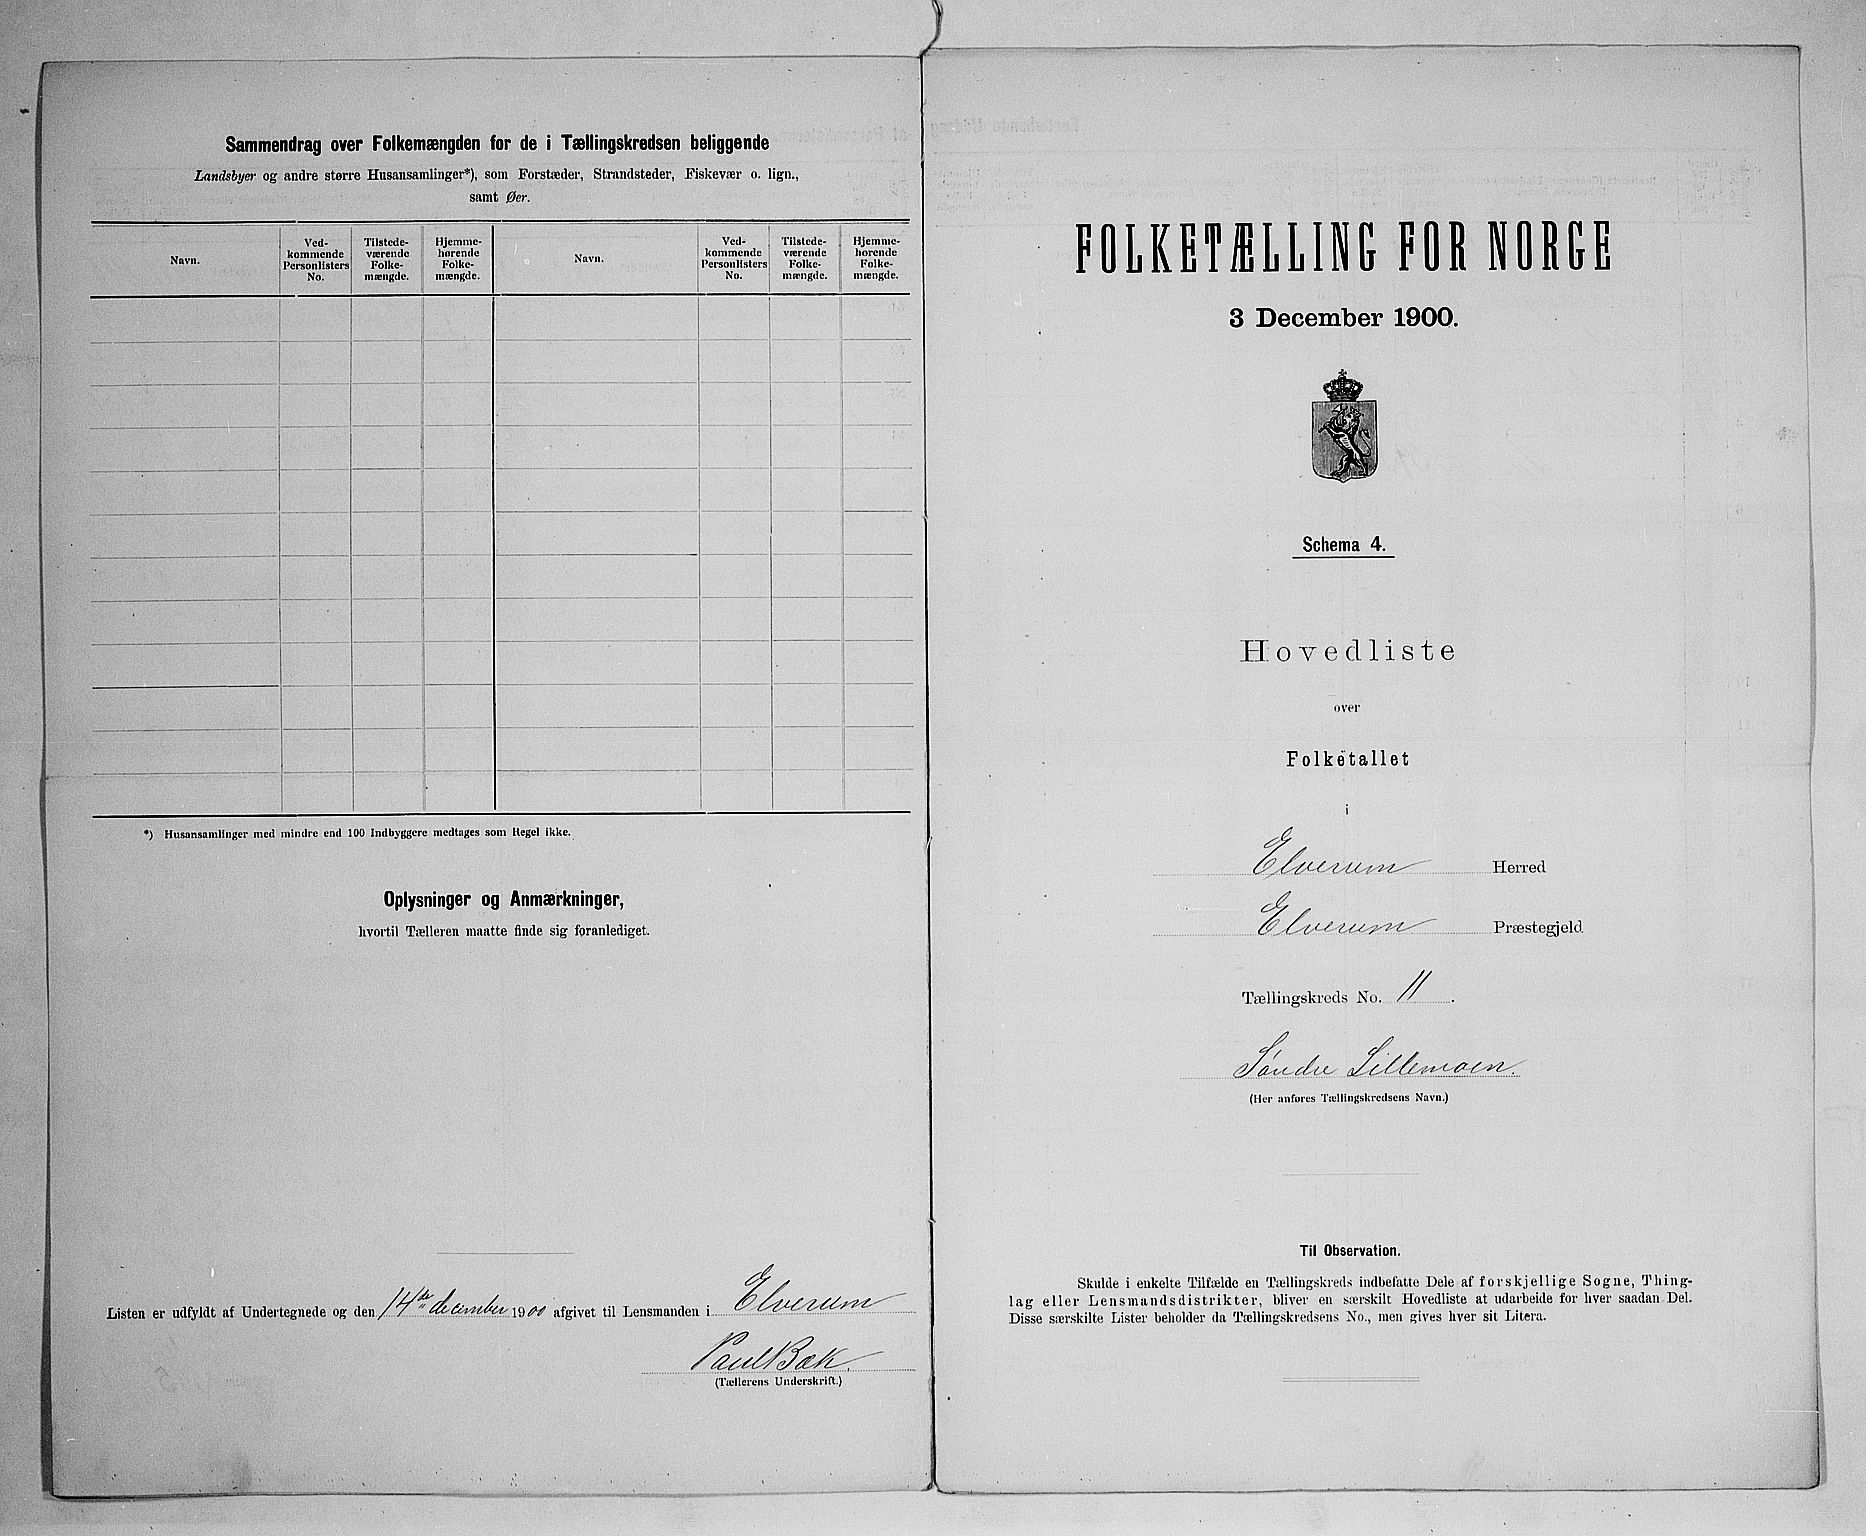 Sammendrag over Folkemængden for de i Tællingskredsen beliggende
Landsbyer og andre større Husansamlinger*), som Forstæder, Strandsteder, Fiskevær o. lign.,
samt Øer.
Navn.
Ved-
kommende
Personlisters
No.
Tilstede-
værende
Folke-
mængde.
Hjemme-
hørende
Folke-
mængde.
Navn.
Ved-
kommende
Personlisters
No.
Tilstede-
værende
Folke-
mængde.
Hjemme-
hørende
Folke-
mængde.
*) Husansamlinger med mindre end 100 Indbyggere medtages som Regel ikke.
Oplysninger og Anmærkninger,
hvortil Tælleren maatte finde sig foranlediget.
Listen er udfyldt af Undertegnede og den 14de december 1900 afgivet til Lensmanden i Elverum
Paul Bæk.
(Tællerens Underskrift.)
FOLKETÆLLING FOR NORGE
3 December 1900.
Schema 4.
Hovedliste
over
Folketallet
i
Elverum Herred
Elverum Præstegjeld
Tællingskreds No. 11.
Søndre Lillemoen.
(Her anføres Tællingskredsens Navn.)
Til Observation.
Skulde i enkelte Tilfælde en Tællingskreds indbefatte Dele af forskjellige Sogne, Thing-
lag eller Lensmandsdistrikter, bliver en særskilt Hovedliste at udarbeide for hver saadan Del.
Disse særskilte Lister beholder da Tællingskredsens No., men gives hver sit Litera.